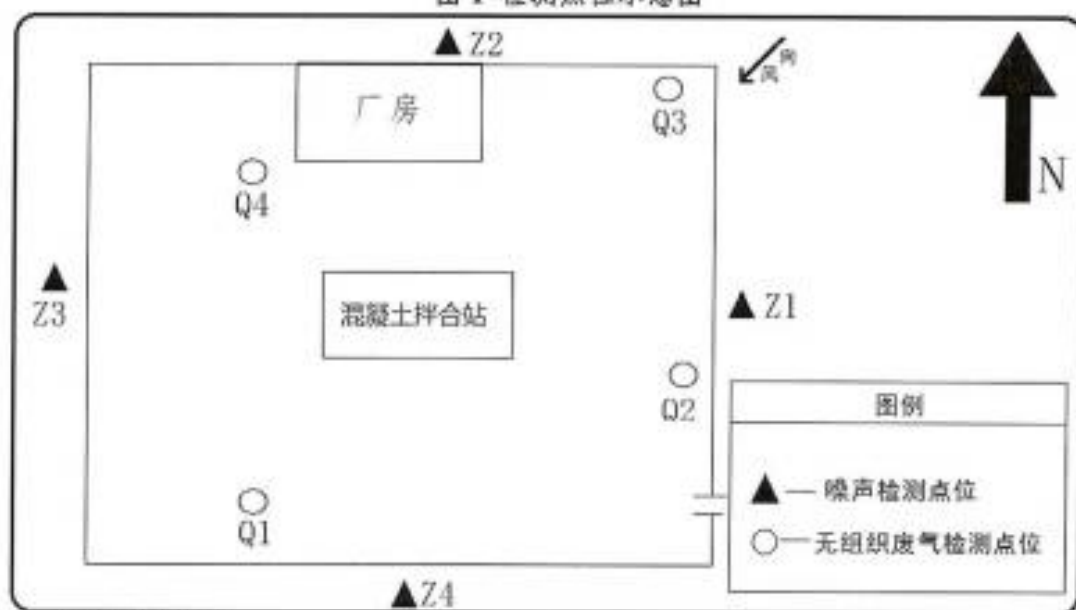 ▲ Z2
风向
厂房
Q3
N
Q4
Z3
混凝土拌合站
▲ Z1
Q2
图例
▲ — 噪声检测点位
○ — 无组织废气检测点位
Q1
▲ Z4